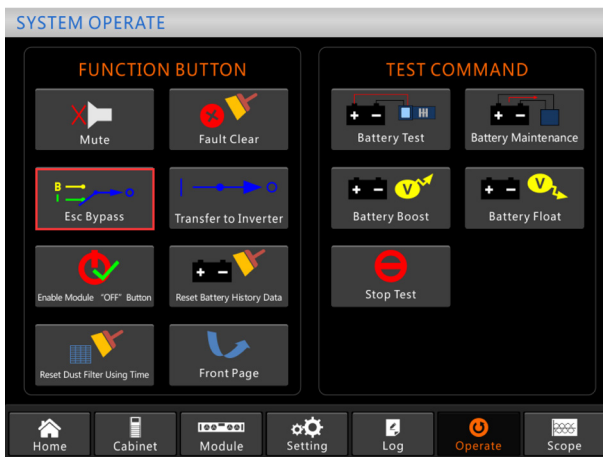 SYSTEM OPERATE
FUNCTION BUTTON
Mute
Fault Clear
B
I
Esc Bypass
Transfer to Inverter
Enable Module "OFF" Button
Reset Battery History Data
Reset Dust Filter Using Time
Front Page
TEST COMMAND
Battery Test
Battery Maintenance
V
Battery Boost
V
Battery Float
Stop Test
Home
Cabinet
Module
Setting
Log
Operate
Scope